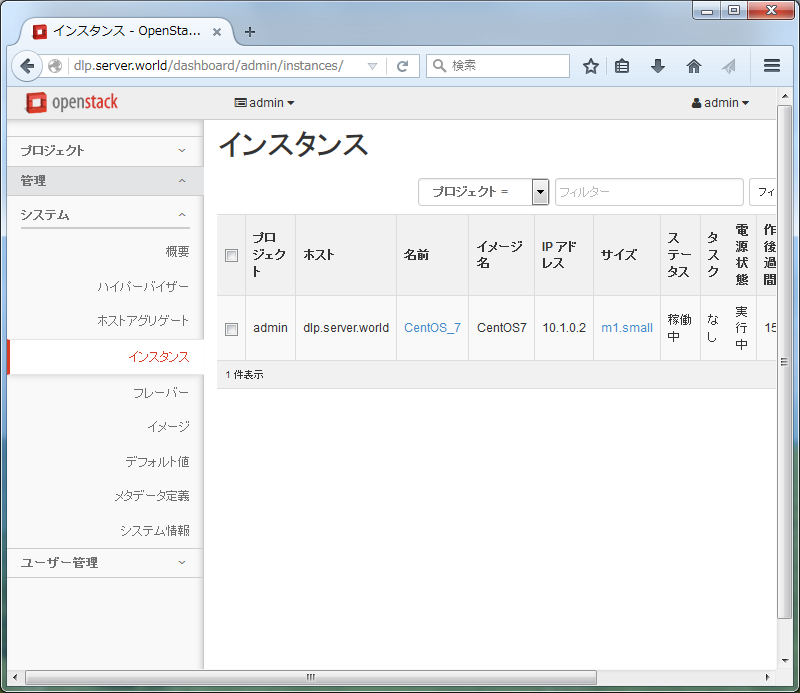 インスタンス - OpenSta...
dlp.server.world/dashboard/admin/instances/
検索
openstack
admin
admin
プロジェクト
管理
システム
概要
ハイパーバイザー
ホストアグリゲート
インスタンス
フレーバー
イメージ
デフォルト値
メタデータ定義
システム情報
ユーザー管理
インスタンス
プロジェクト =
フィルター
フィ
プロ
ジェク
ト
ホスト
名前
イメージ
名
IP アド
レス
サイズ
ス
テー
タス
タ
ス
ク
電
源
状
態
作
後
過
間
admin
dlp.server.world
CentOS_7
CentOS7
10.1.0.2
m1.small
稼働
中
な
し
実
行
中
15
1 件表示